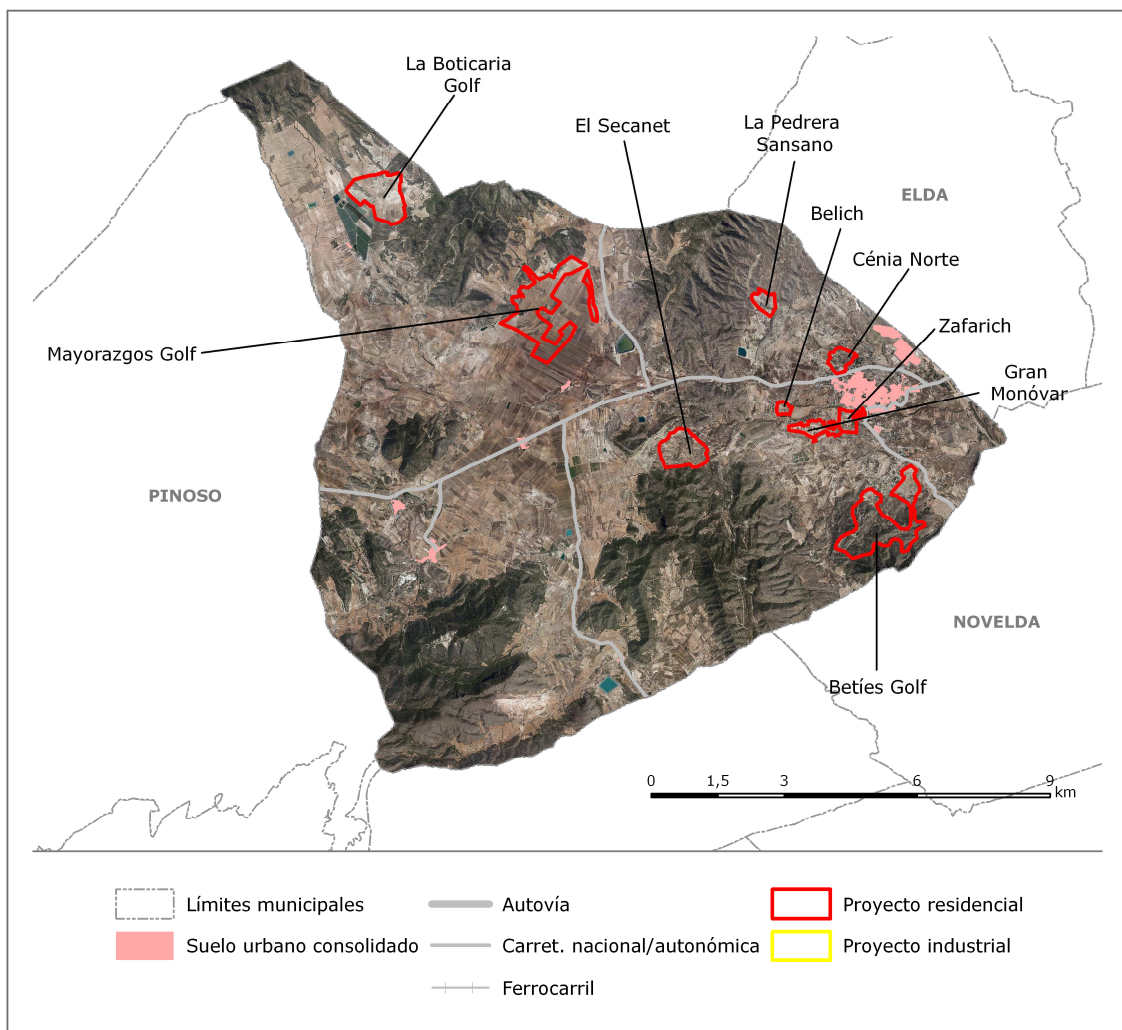 La Boticaria
Golf
El Secanet
La Pedrera
Sansano
ELDA
Belich
Cénia Norte
Zafarich
Gran
Monóvar
Mayorazgos Golf
PINOSO
NOVELDA
Betíes Golf
0 1,5 3 6 9
km
Límites municipales
Autovía
Proyecto residencial
Suelo urbano consolidado
Carret. nacional/autonómica
Proyecto industrial
Ferrocarril